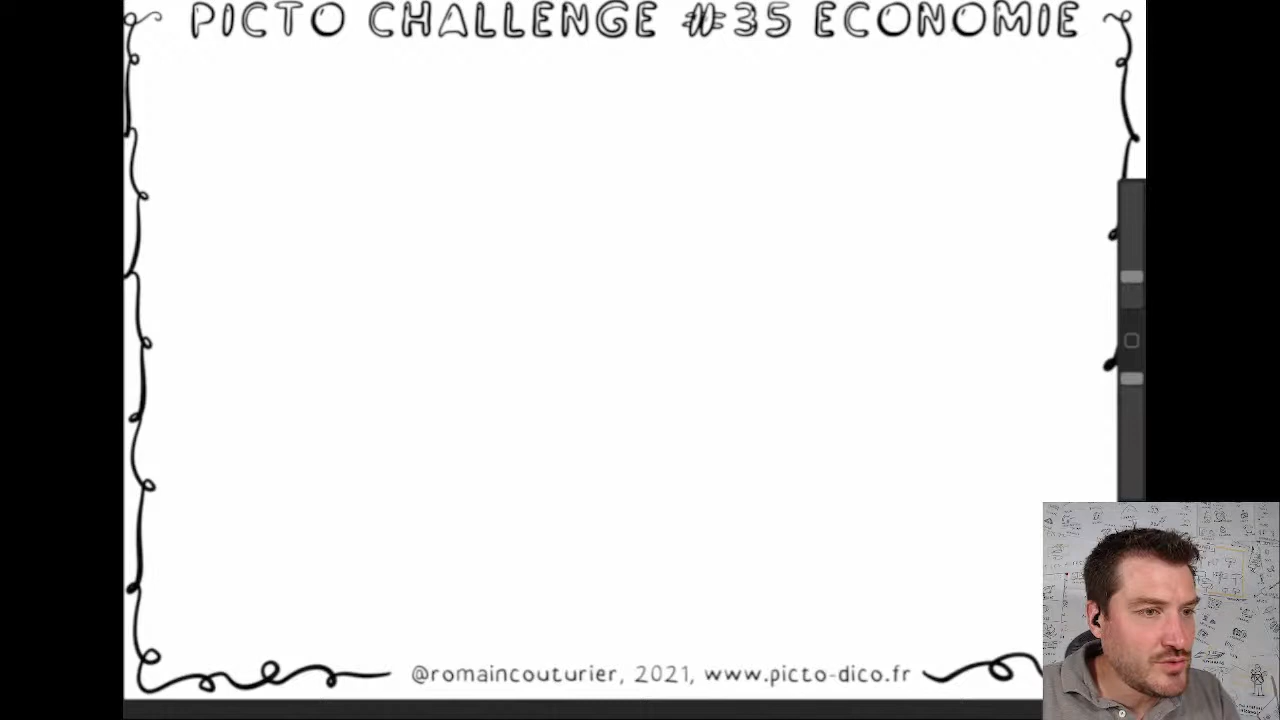 PICTO CHALLENGE #35 ECONOMIE
@romaincouturier, 2021, www.picto-dico.fr